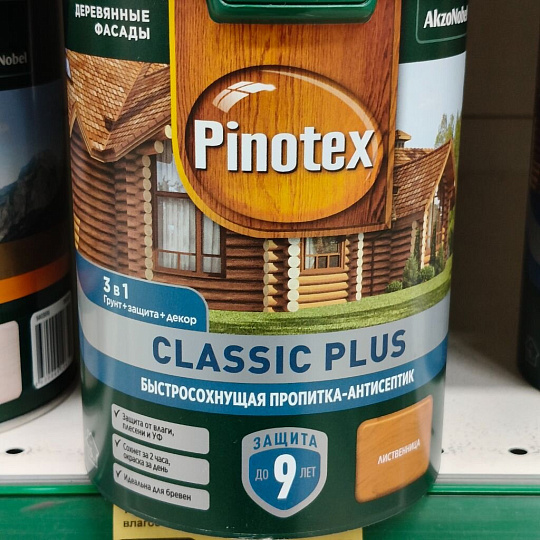 ДЕРЕВЯННЫЕ
ФАСАДЫ
AkzoNobel
Nobel
Pinotex
3 в 1
Грунт+защита+декор
CLASSIC PLUS
БЫСТРОСОХНУЩАЯ ПРОПИТКА-АНТИСЕПТИК
Защита от влаги,
плесени и УФ
Сохнет за 2 часа,
окраска за день
Идеальна для бревен
ЗАЩИТА
ДО 9 ЛЕТ
ЛИСТВЕННИЦА